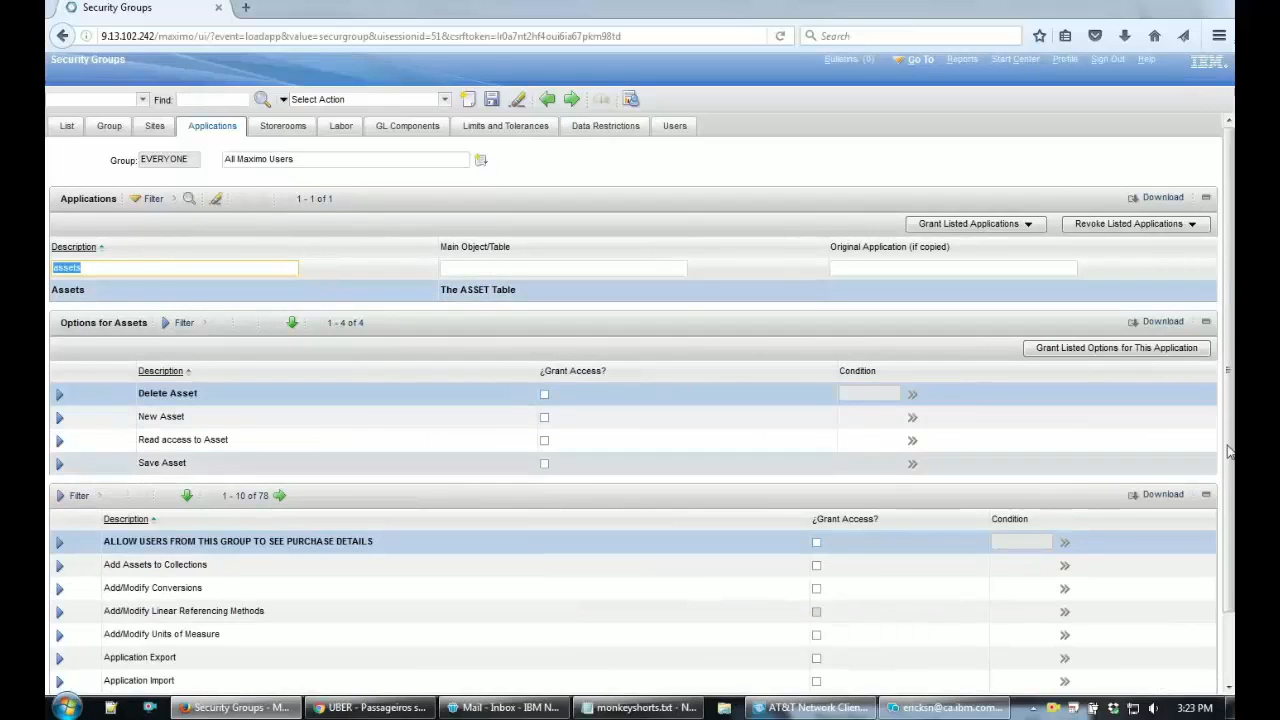 Security Groups
9.13.102.242/maximo/ui/?event=loadapp&value=securgroup&uisessionid=51&csrftoken=lr0a7nt2hf4oui6ia67pkm98td
Search
Security Groups
Bulletins: (0) Go To Reports Start Center Profile Sign Out Help
IBM.
Find: Select Action
List Group Sites Applications Storerooms Labor GL Components Limits and Tolerances Data Restrictions Users
Group: EVERYONE All Maximo Users
Applications Filter 1 - 1 of 1 Download
Grant Listed Applications Revoke Listed Applications
Description Main Object/Table Original Application (if copied)
assets
Assets The ASSET Table
Options for Assets Filter 1 - 4 of 4 Download
Grant Listed Options for This Application
Description ¿Grant Access? Condition
Delete Asset
New Asset
Read access to Asset
Save Asset
Filter 1 - 10 of 78 Download
Description ¿Grant Access? Condition
ALLOW USERS FROM THIS GROUP TO SEE PURCHASE DETAILS
Add Assets to Collections
Add/Modify Conversions
Add/Modify Linear Referencing Methods
Add/Modify Units of Measure
Application Export
Application Import
Security Groups - M... UBER - Passageiros s... Mail - Inbox - IBM N... monkeyshorts.txt - N... AT&T Network Clien... ericksn@ca.ibm.com... 3:23 PM